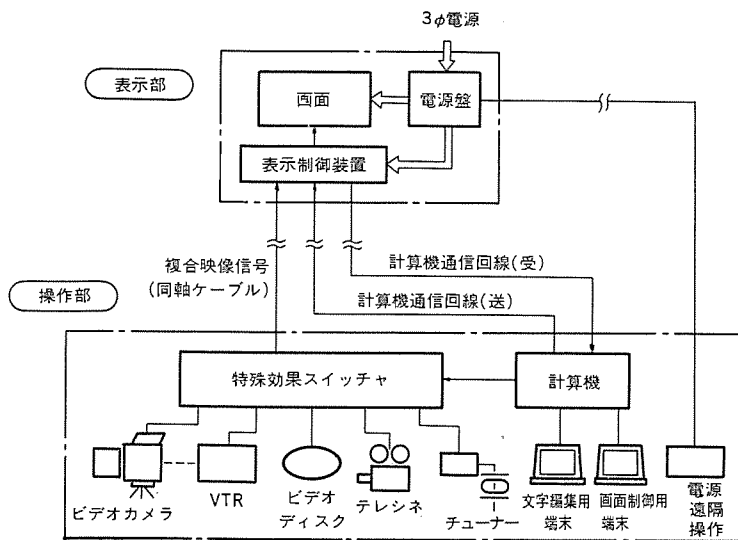 3φ電源
表示部
画面
電源盤
表示制御装置
複合映像信号
(同軸ケーブル)
計算機通信回線(受)
計算機通信回線(送)
操作部
特殊効果スイッチャ
計算機
ビデオカメラ
VTR
ビデオ
ディスク
テレシネ
チューナー
文字編集用
端末
画面制御用
端末
電源
遠隔
操作